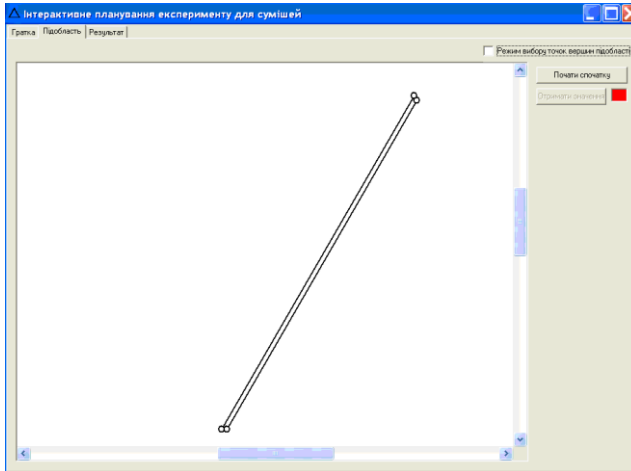 Інтерактивне планування експерименту для сумішей
Гратка Підобласть Результат
Режим вибору точок вершин підобласті
Почати спочатку
Отримати значення